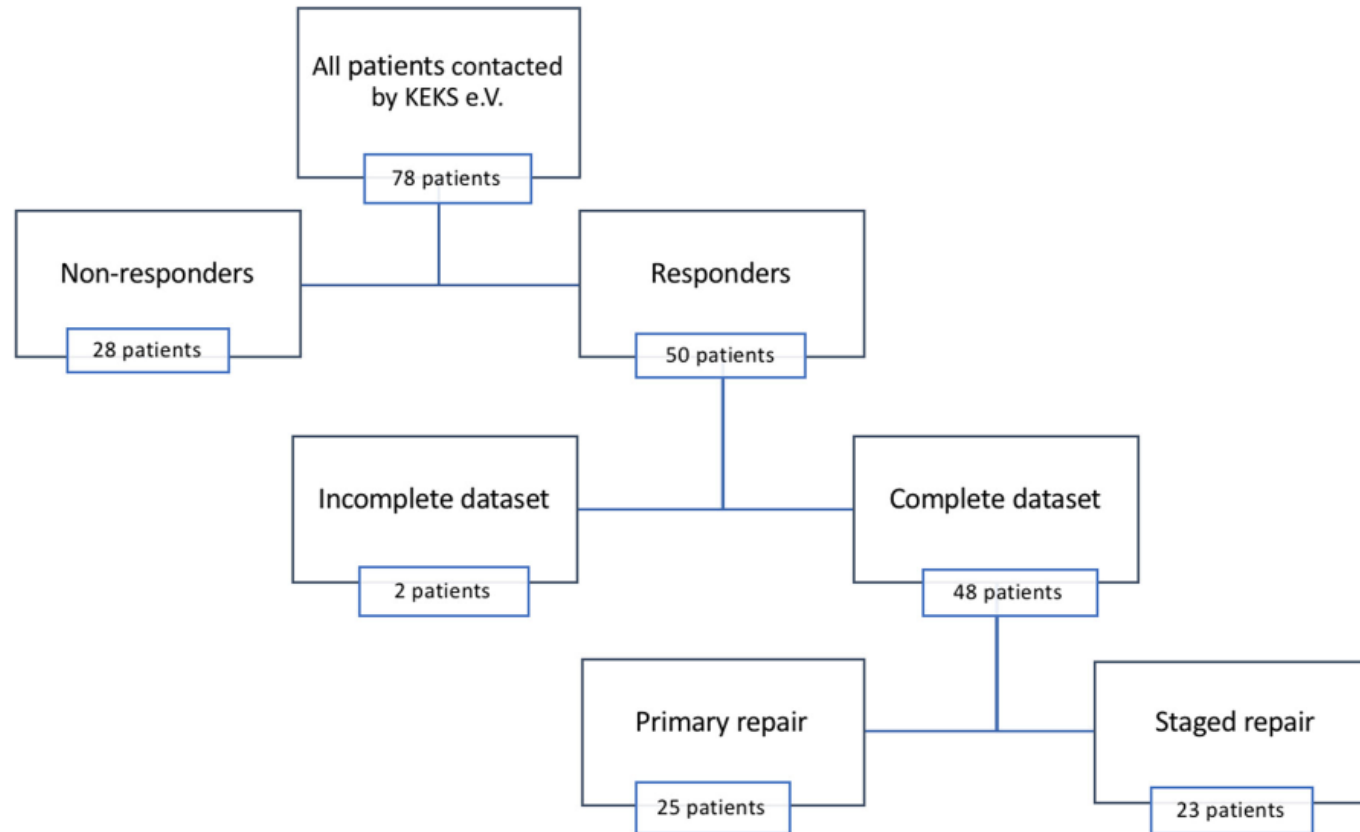 All patients contacted
by KEKS e.V.
78 patients
Non-responders
28 patients
Responders
50 patients
Incomplete dataset
2 patients
Complete dataset
48 patients
Primary repair
25 patients
Staged repair
23 patients